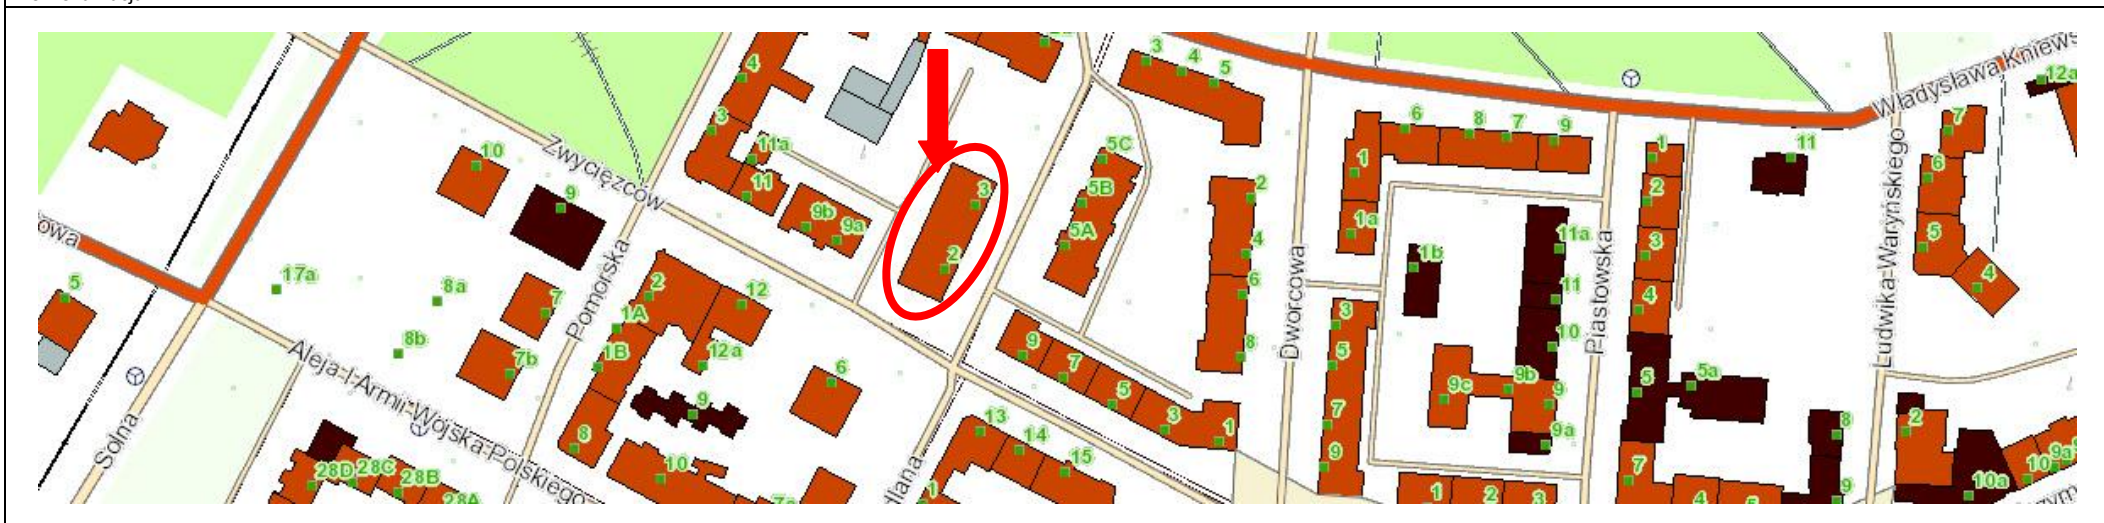 3
4
5
Władysława Kniews
12a
4
3
11a
11
10
9
Zwycięzców
9b
9a
3
2
5C
5B
5A
2
4
6
8
Dworcowa
6
8
7
9
1
1a
1b
11a
11
10
9
9b
9c
9a
Piastowska
1
2
3
4
5
5a
7
11
Ludwika-Waryńskiego
7
6
5
4
owa
5
17a
8a
8b
7
7b
Pomorska
2
1A
1B
12
12a
9
8
10
6
9
7
5
3
1
3
5
7
9
Solna
Aleja-I-Armii-Wojska-Polskiego
28D
28C
28B
28A
7a
dlana
13
14
15
1
1
2
3
4
5
8
9
2
10
9a
10a